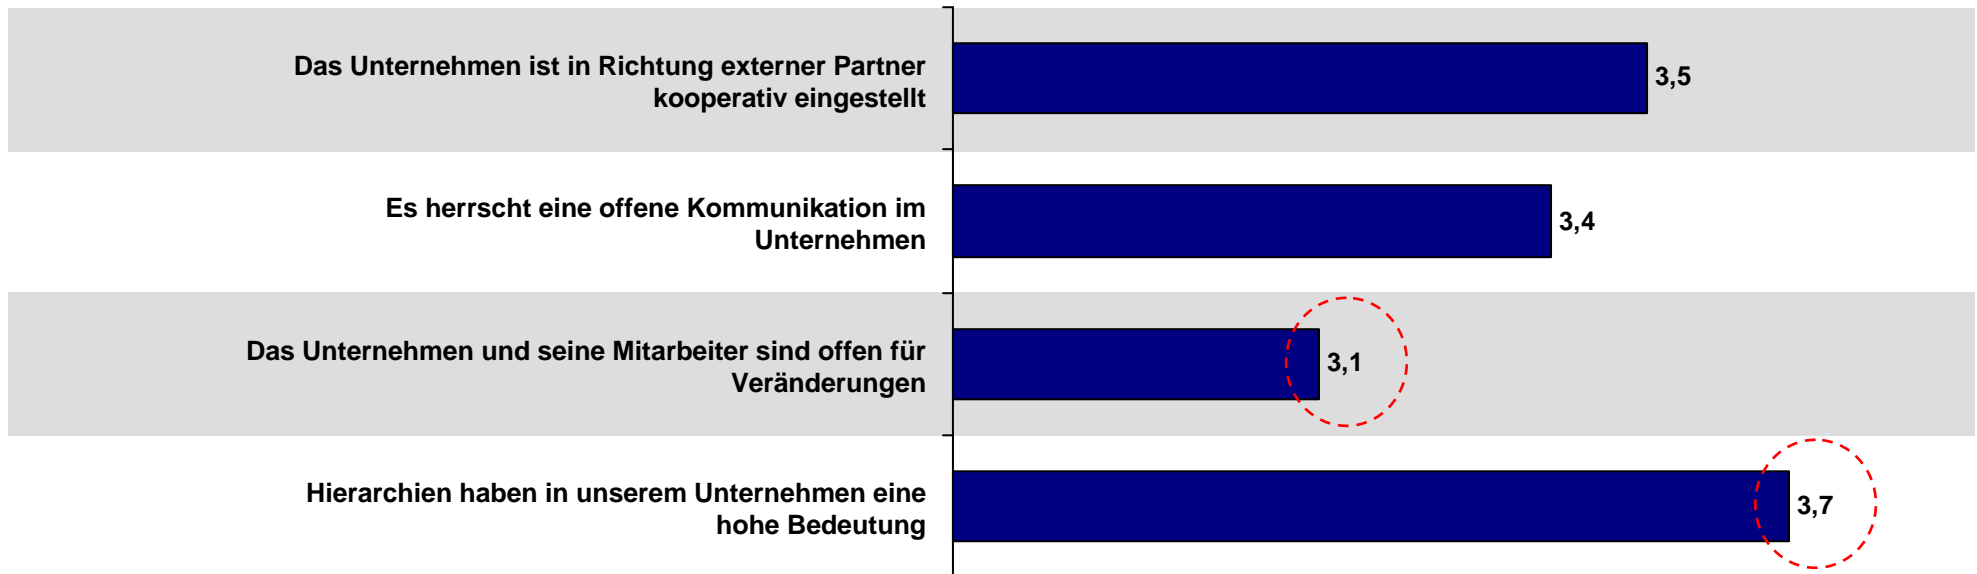 Das Unternehmen ist in Richtung externer Partner
kooperativ eingestellt
3,5
Es herrscht eine offene Kommunikation im
Unternehmen
3,4
Das Unternehmen und seine Mitarbeiter sind offen für
Veränderungen
3,1
Hierarchien haben in unserem Unternehmen eine
hohe Bedeutung
3,7